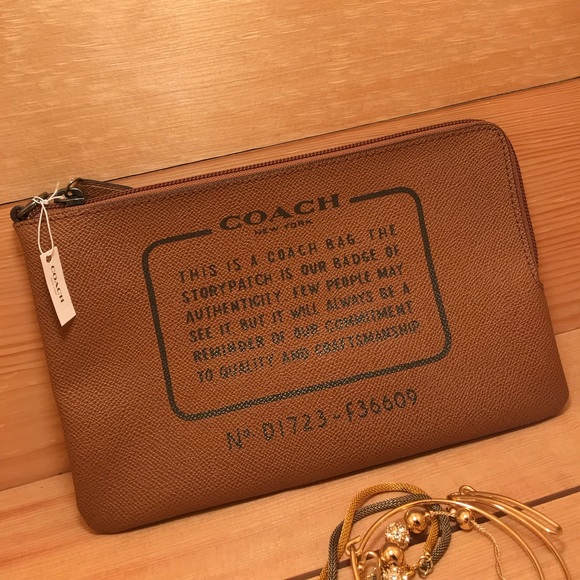 COACH
NEW YORK
THIS IS A COACH BAG. THE
STORYPATCH IS OUR BADGE OF
AUTHENTICITY. FEW PEOPLE MAY
SEE IT BUT IT WILL ALWAYS BE A
REMINDER OF OUR COMMITMENT
TO QUALITY AND CRAFTSMANSHIP
Nº D1723-F36609
COACH